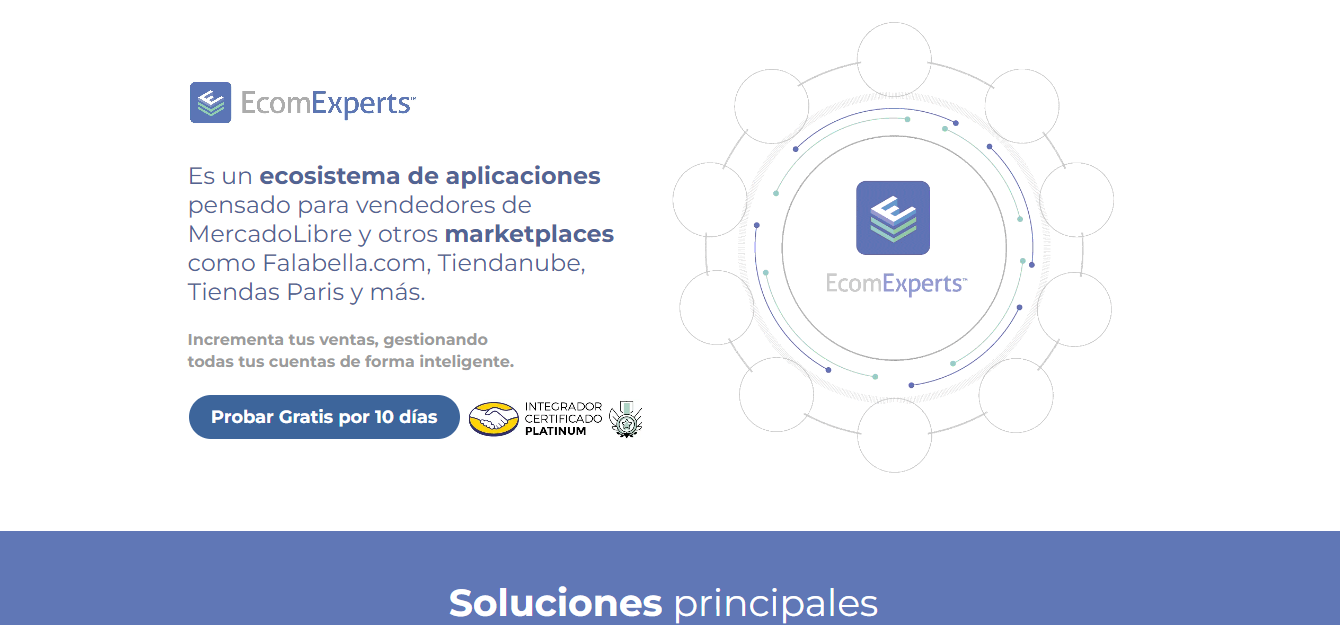 EcomExperts™
Es un ecosistema de aplicaciones
pensado para vendedores de
MercadoLibre y otros marketplaces
como Falabella.com, Tiendanube,
Tiendas Paris y más.
Incrementa tus ventas, gestionando
todas tus cuentas de forma inteligente.
Probar Gratis por 10 días
INTEGRADOR
CERTIFICADO
PLATINUM
EcomExperts™
Soluciones principales